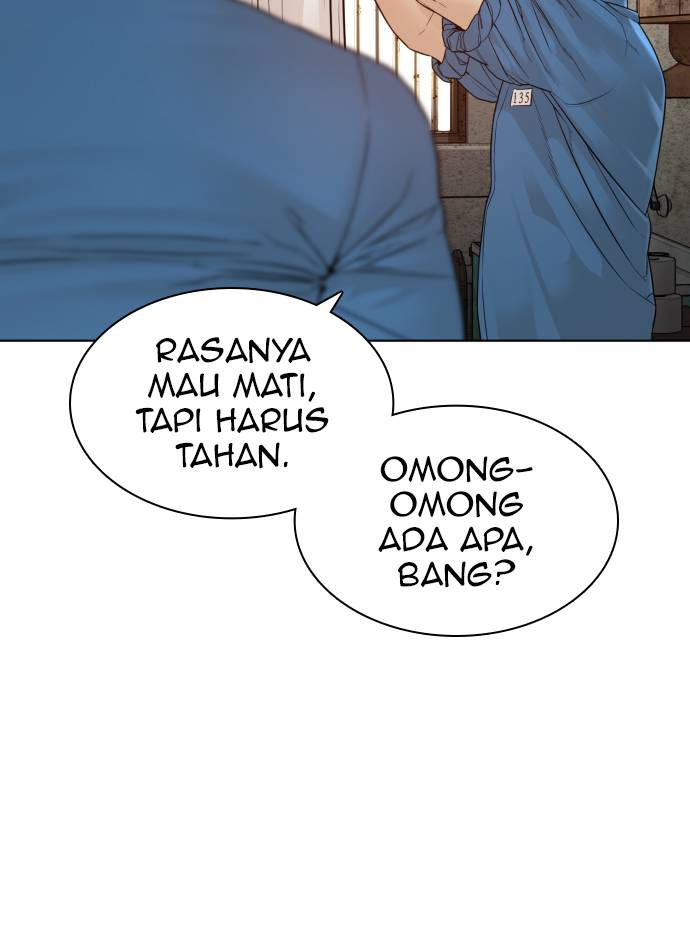 135
RASANYA
MAU MATI,
TAPI HARUS
TAHAN.
OMONG-
OMONG
ADA APA,
BANG?